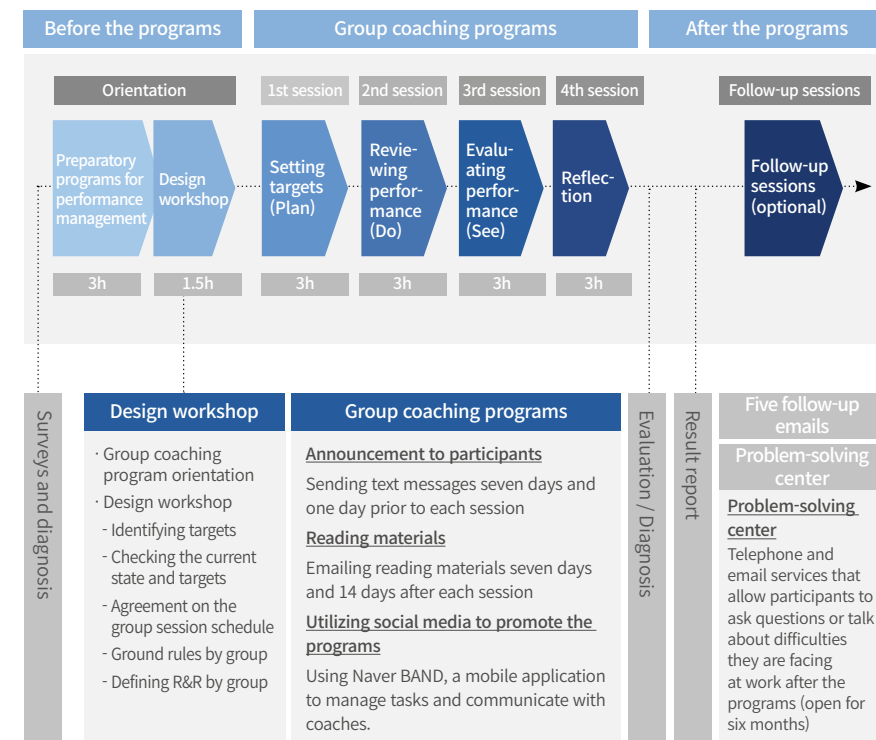 Before the programs
Group coaching programs
After the programs
Orientation
1st session
2nd session
3rd session
4th session
Follow-up sessions
Preparatory
programs for
performance
management
Design
workshop
Setting
targets
(Plan)
Revie-
wing
perfor-
mance
(Do)
Evalu-
ating
perfor-
mance
(See)
Reflec-
tion
Follow-up
sessions
(optional)
3h
1.5h
3h
3h
3h
3h
Surveys and diagnosis
Design workshop
· Group coaching
program orientation
· Design workshop
- Identifying targets
- Checking the current
state and targets
- Agreement on the
group session schedule
- Ground rules by group
- Defining R&R by group
Group coaching programs
Announcement to participants
Sending text messages seven days and
one day prior to each session
Reading materials
Emailing reading materials seven days
and 14 days after each session
Utilizing social media to promote the
programs
Using Naver BAND, a mobile application
to manage tasks and communicate with
coaches.
Evaluation / Diagnosis
Result report
Five follow-up
emails
Problem-solving
center
Problem-solving
center
Telephone and
email services that
allow participants to
ask questions or talk
about difficulties
they are facing
at work after the
programs (open for
six months)